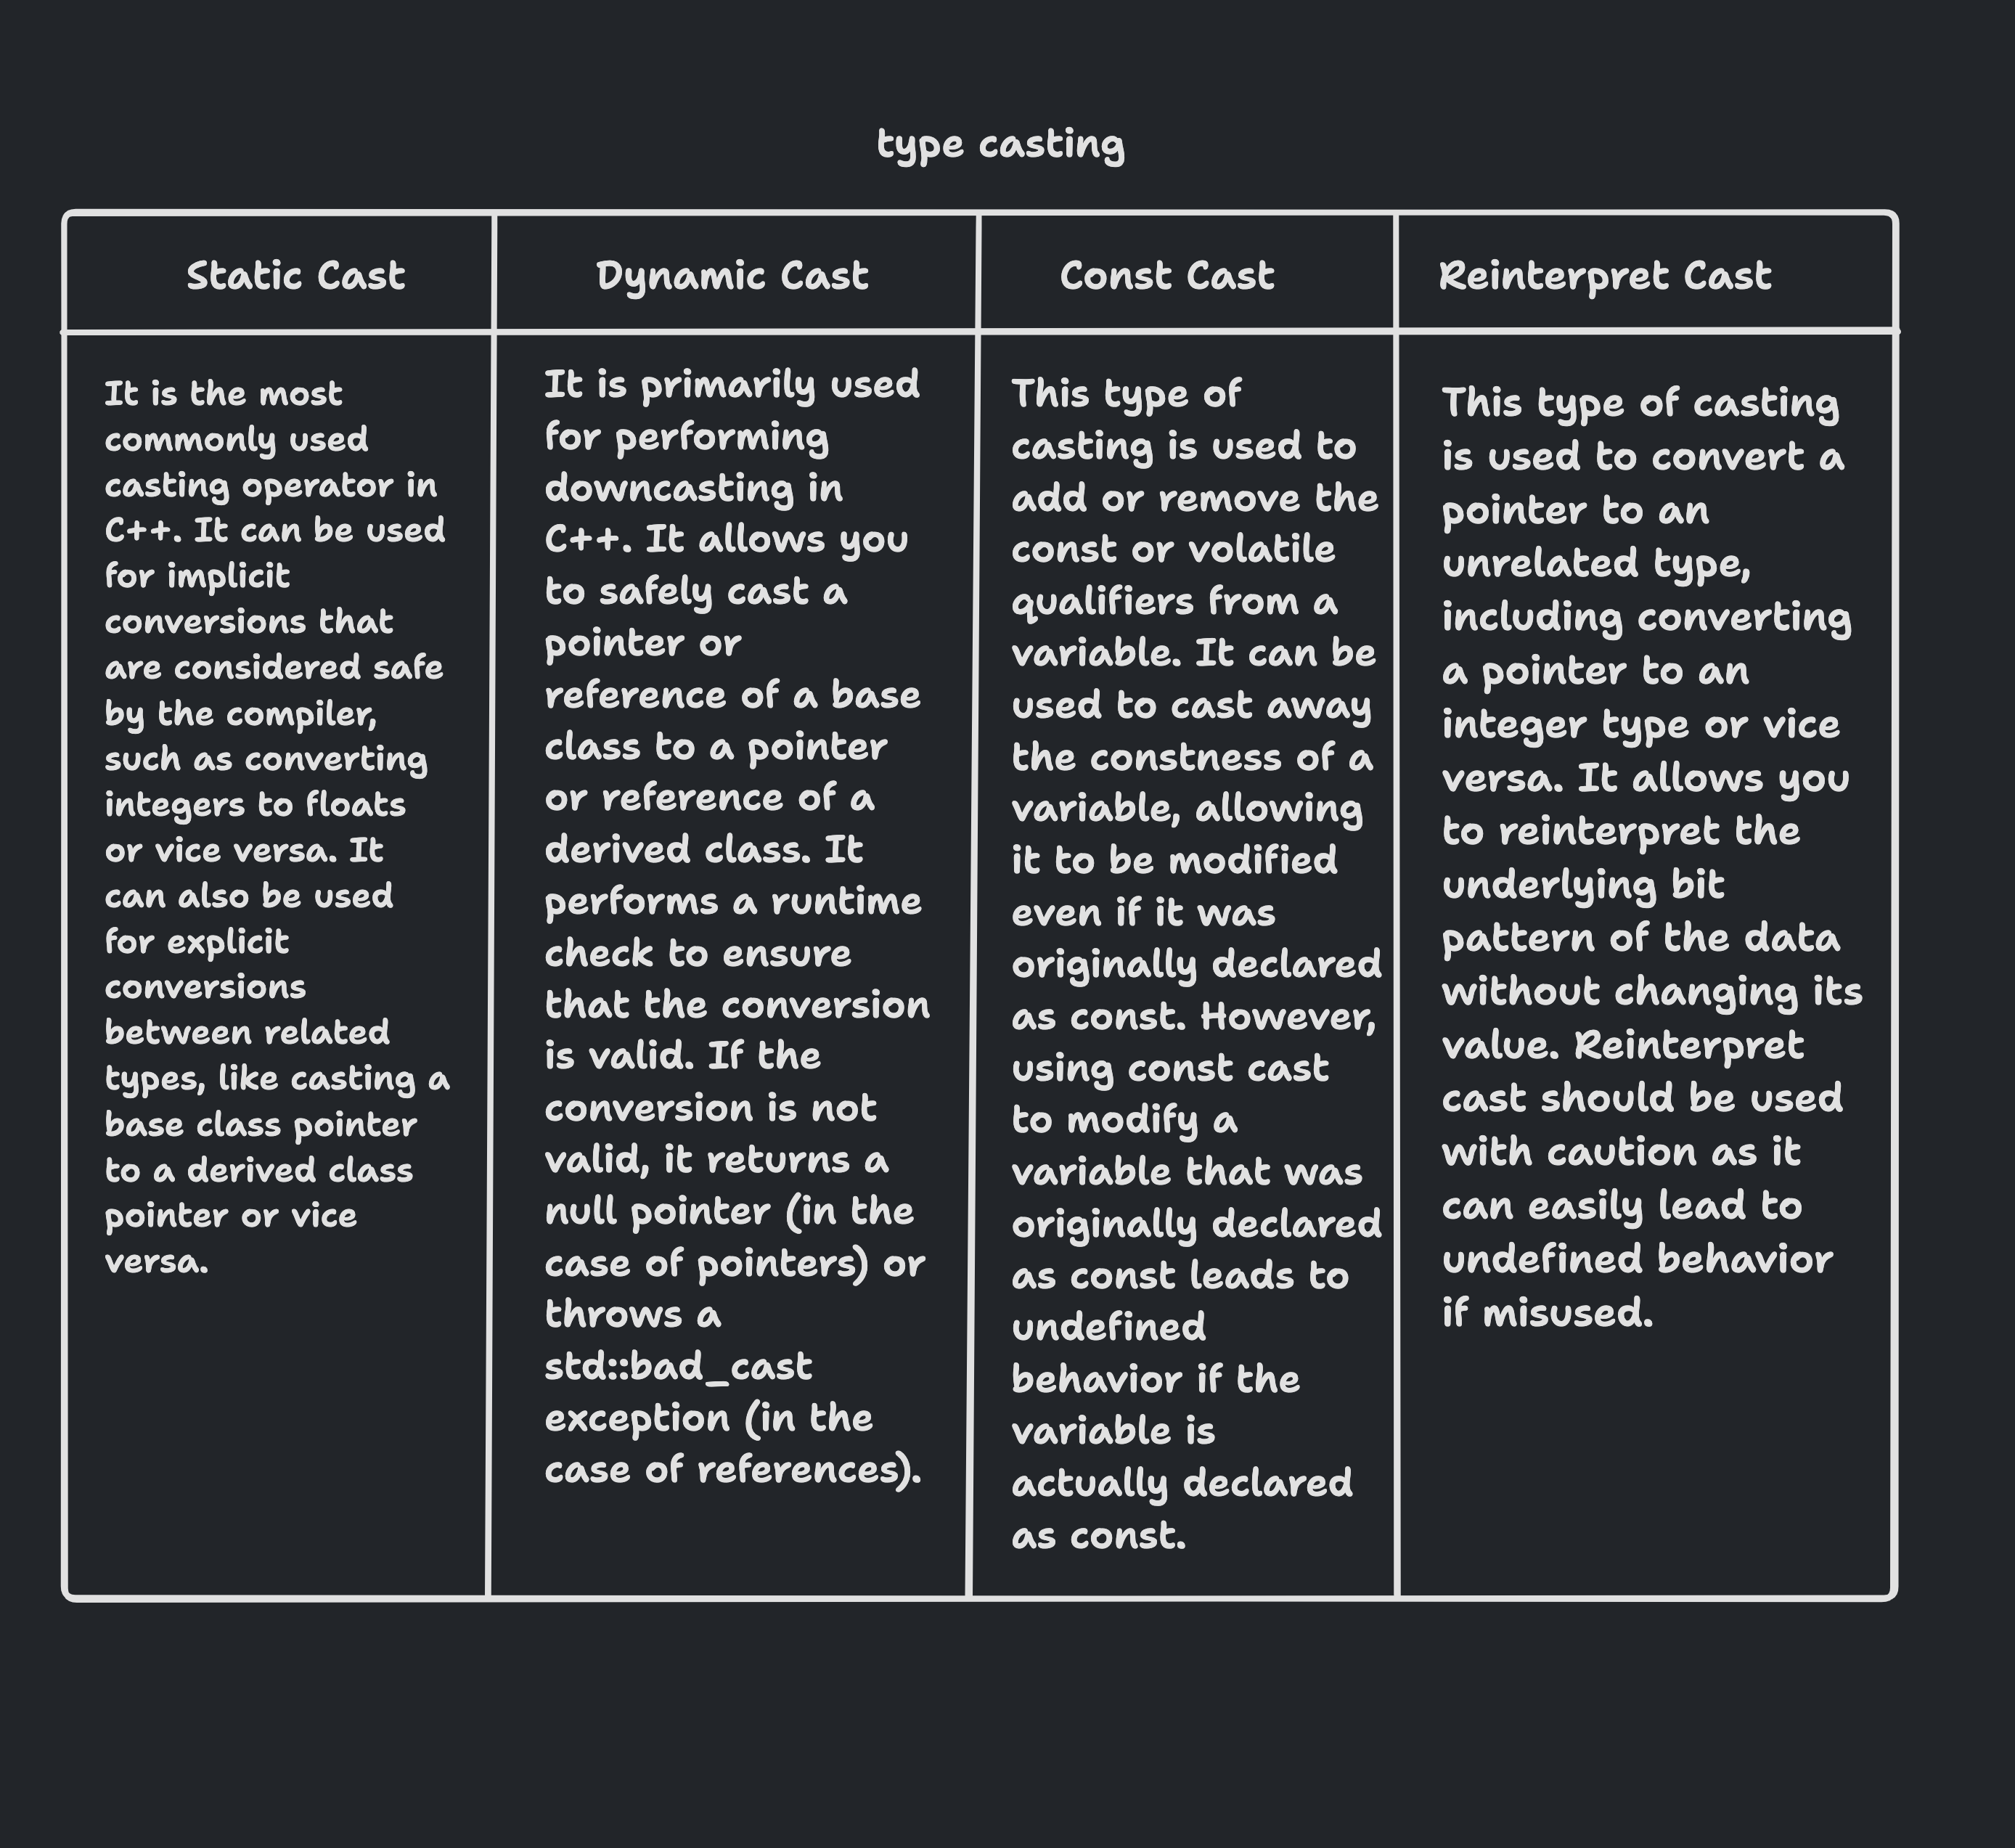 type casting
Static Cast
Dynamic Cast
Const Cast
Reinterpret Cast
It is the most
commonly used
casting operator in
C++. It can be used
for implicit
conversions that
are considered safe
by the compiler,
such as converting
integers to floats
or vice versa. It
can also be used
for explicit
conversions
between related
types, like casting a
base class pointer
to a derived class
pointer or vice
versa.
It is primarily used
for performing
downcasting in
C++. It allows you
to safely cast a
pointer or
reference of a base
class to a pointer
or reference of a
derived class. It
performs a runtime
check to ensure
that the conversion
is valid. If the
conversion is not
valid, it returns a
null pointer (in the
case of pointers) or
throws a
std::bad_cast
exception (in the
case of references).
This type of
casting is used to
add or remove the
const or volatile
qualifiers from a
variable. It can be
used to cast away
the constness of a
variable, allowing
it to be modified
even if it was
originally declared
as const. However,
using const cast
to modify a
variable that was
originally declared
as const leads to
undefined
behavior if the
variable is
actually declared
as const.
This type of casting
is used to convert a
pointer to an
unrelated type,
including converting
a pointer to an
integer type or vice
versa. It allows you
to reinterpret the
underlying bit
pattern of the data
without changing its
value. Reinterpret
cast should be used
with caution as it
can easily lead to
undefined behavior
if misused.